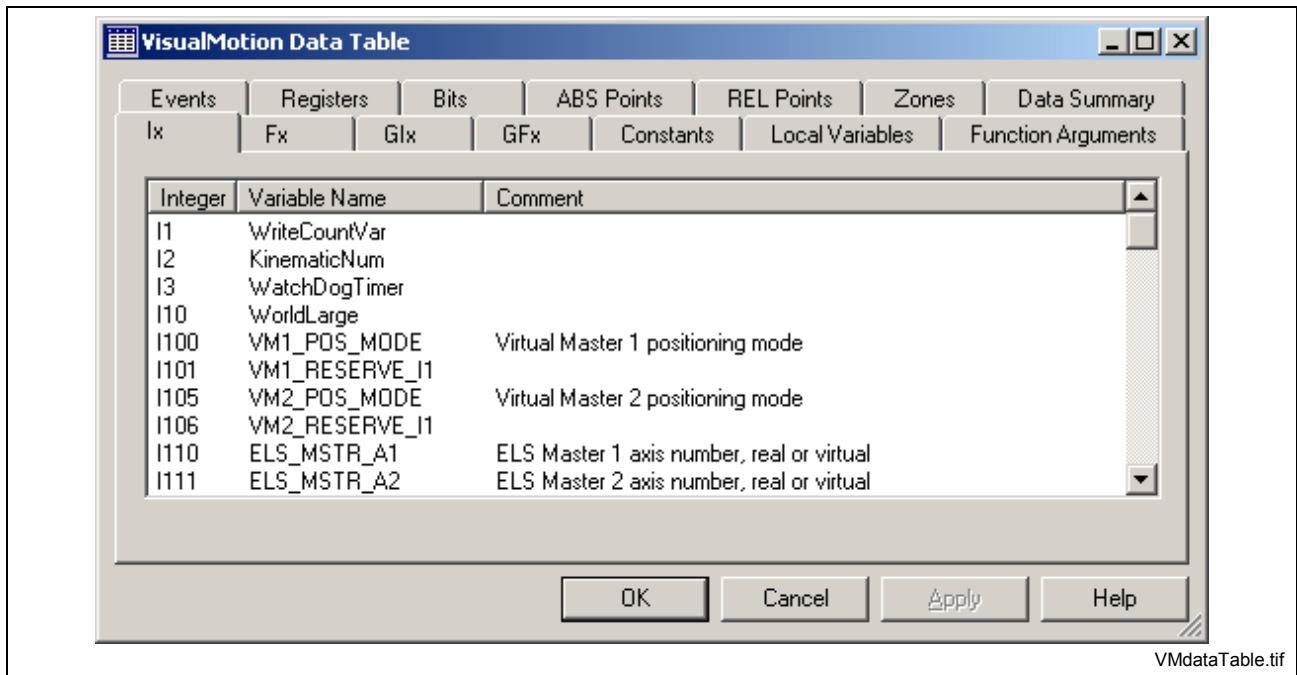 VisualMotion Data Table
Events Registers Bits ABS Points REL Points Zones Data Summary
Ix Fx GIx GFx Constants Local Variables Function Arguments
Integer Variable Name Comment
I1 WriteCountVar
I2 KinematicNum
I3 WatchDogTimer
I10 WorldLarge
I100 VM1_POS_MODE Virtual Master 1 positioning mode
I101 VM1_RESERVE_I1
I105 VM2_POS_MODE Virtual Master 2 positioning mode
I106 VM2_RESERVE_I1
I110 ELS_MSTR_A1 ELS Master 1 axis number, real or virtual
I111 ELS_MSTR_A2 ELS Master 2 axis number, real or virtual
OK Cancel Apply Help
VMdataTable.tif